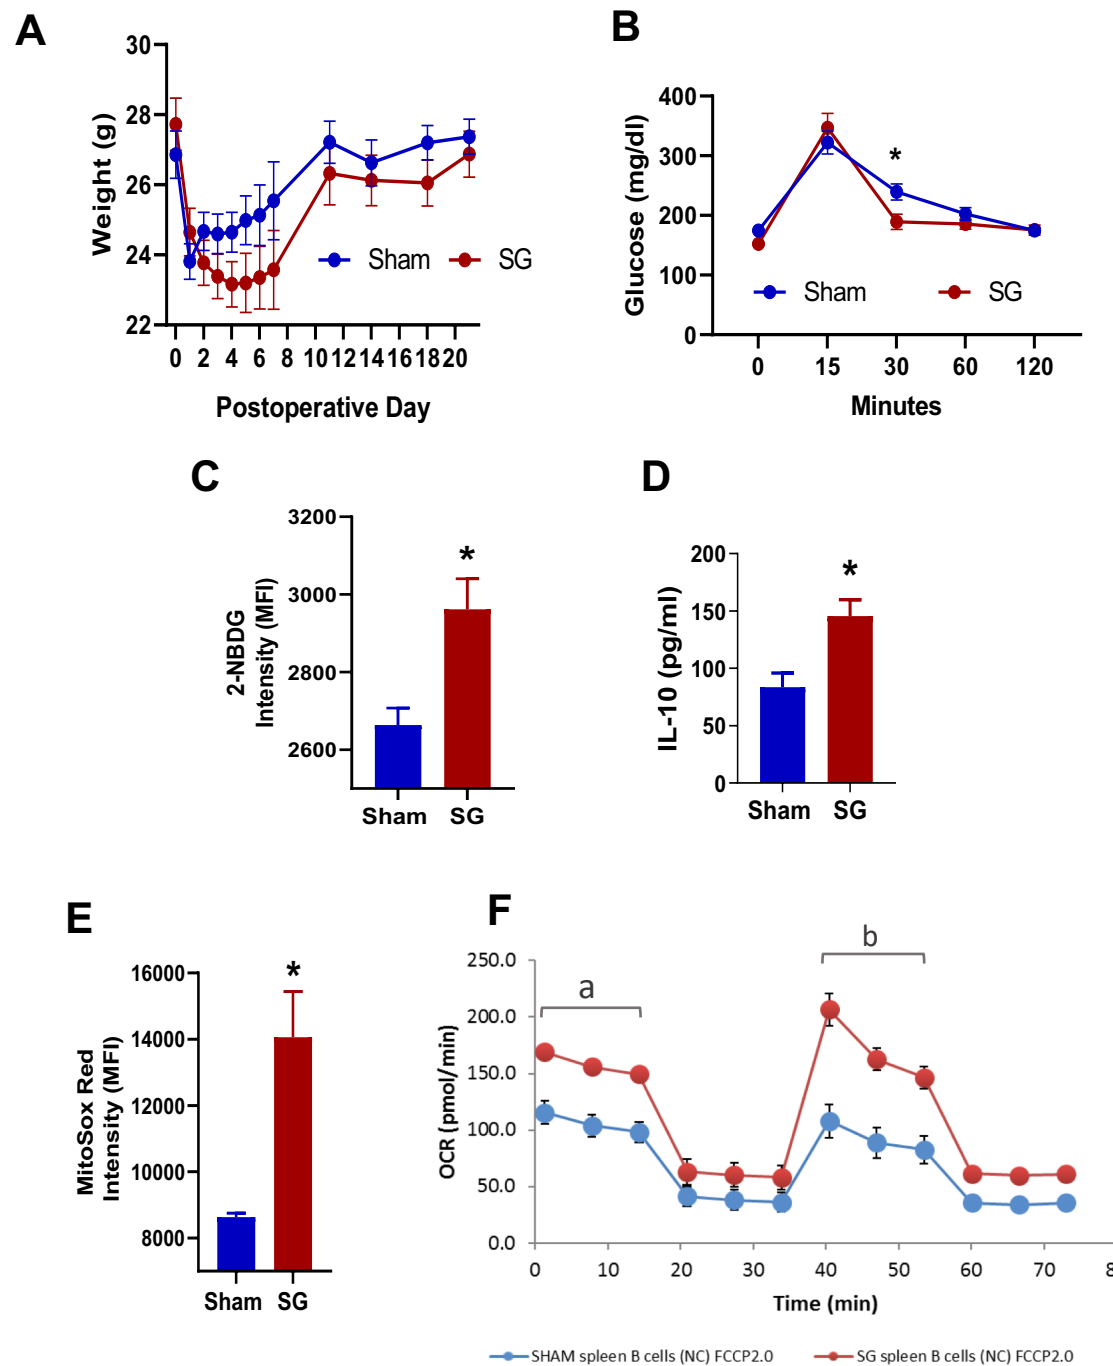 A
30
28
26
24
22
Weight (g)
Sham SG
0 2 4 6 8 10 12 14 16 18 20
Postoperative Day
B
400
300
200
100
0
Glucose (mg/dl)
*
Sham SG
0 15 30 60 120
Minutes
C
3200
3000
2800
2600
2-NBDG
Intensity (MFI)
*
Sham SG
D
200
150
100
50
0
IL-10 (pg/ml)
*
Sham SG
E
16000
14000
12000
10000
8000
MitoSox Red
Intensity (MFI)
*
Sham SG
F
250.0
200.0
150.0
100.0
50.0
0.0
OCR (pmol/min)
a
b
0 10 20 30 40 50 60 70 8
Time (min)
SHAM spleen B cells (NC) FCCP2.0 SG spleen B cells (NC) FCCP2.0